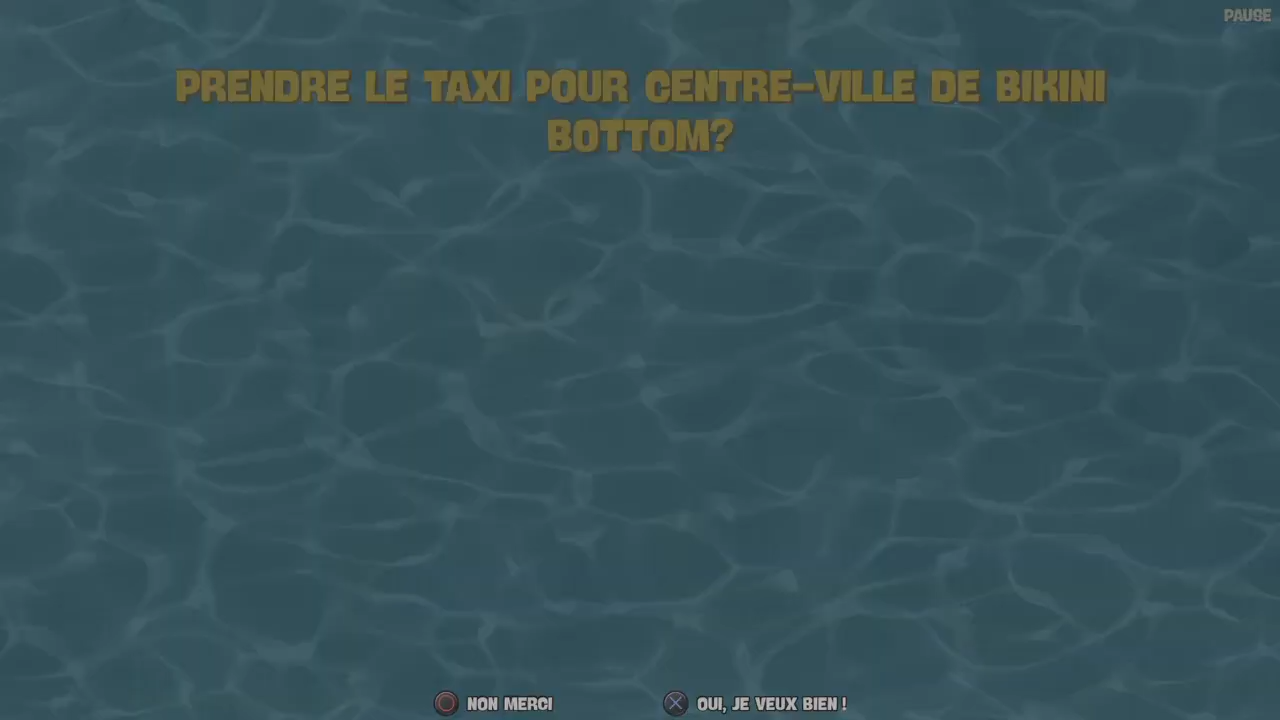 PAUSE
PRENDRE LE TAXI POUR CENTRE-VILLE DE BIKINI
BOTTOM?
NON MERCI
OUI, JE VEUX BIEN !